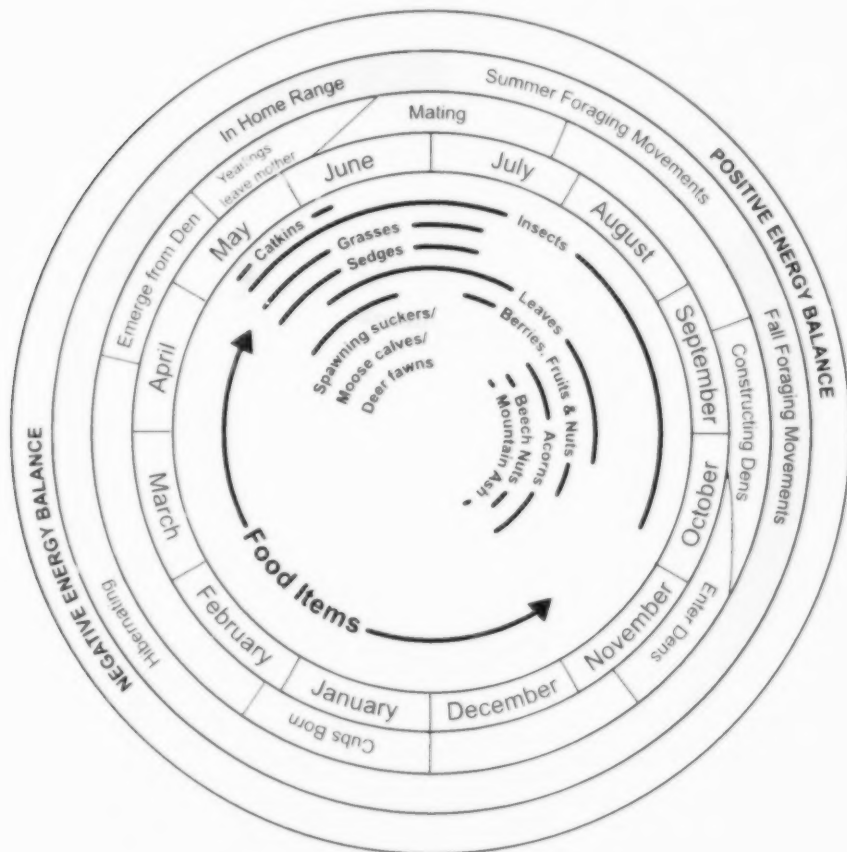 POSITIVE ENERGY BALANCE
NEGATIVE ENERGY BALANCE
In Home Range
Summer Foraging Movements
Fall Foraging Movements
Hibernating
Emerge from Den
Yearlings
leave mother
Mating
Constructing Dens
Enter Dens
Cubs Born
January
February
March
April
May
June
July
August
September
October
November
December
Catkins
Grasses
Sedges
Insects
Leaves
Berries, Fruits & Nuts
Spawning suckers/
Moose calves/
Deer fawns
Acorns
Beech Nuts
Mountain Ash
Food Items